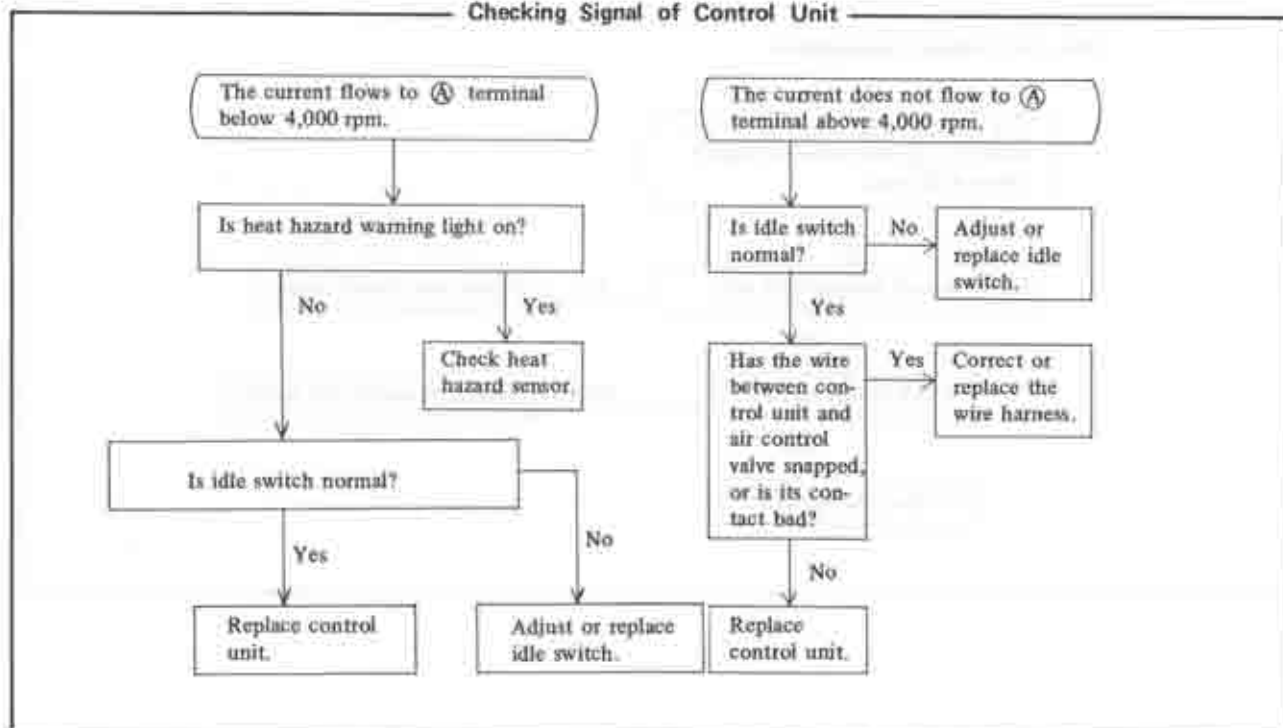 Checking Signal of Control Unit
The current flows to Ⓐ terminal
below 4,000 rpm.
Is heat hazard warning light on?
No
Yes
Check heat
hazard sensor.
Is idle switch normal?
Yes
No
Replace control
unit.
Adjust or replace
idle switch.
The current does not flow to Ⓐ
terminal above 4,000 rpm.
Is idle switch
normal?
No
Adjust or
replace idle
switch.
Yes
Has the wire
between con-
trol unit and
air control
valve snapped,
or is its con-
tact bad?
Yes
Correct or
replace the
wire harness.
No
Replace
control unit.